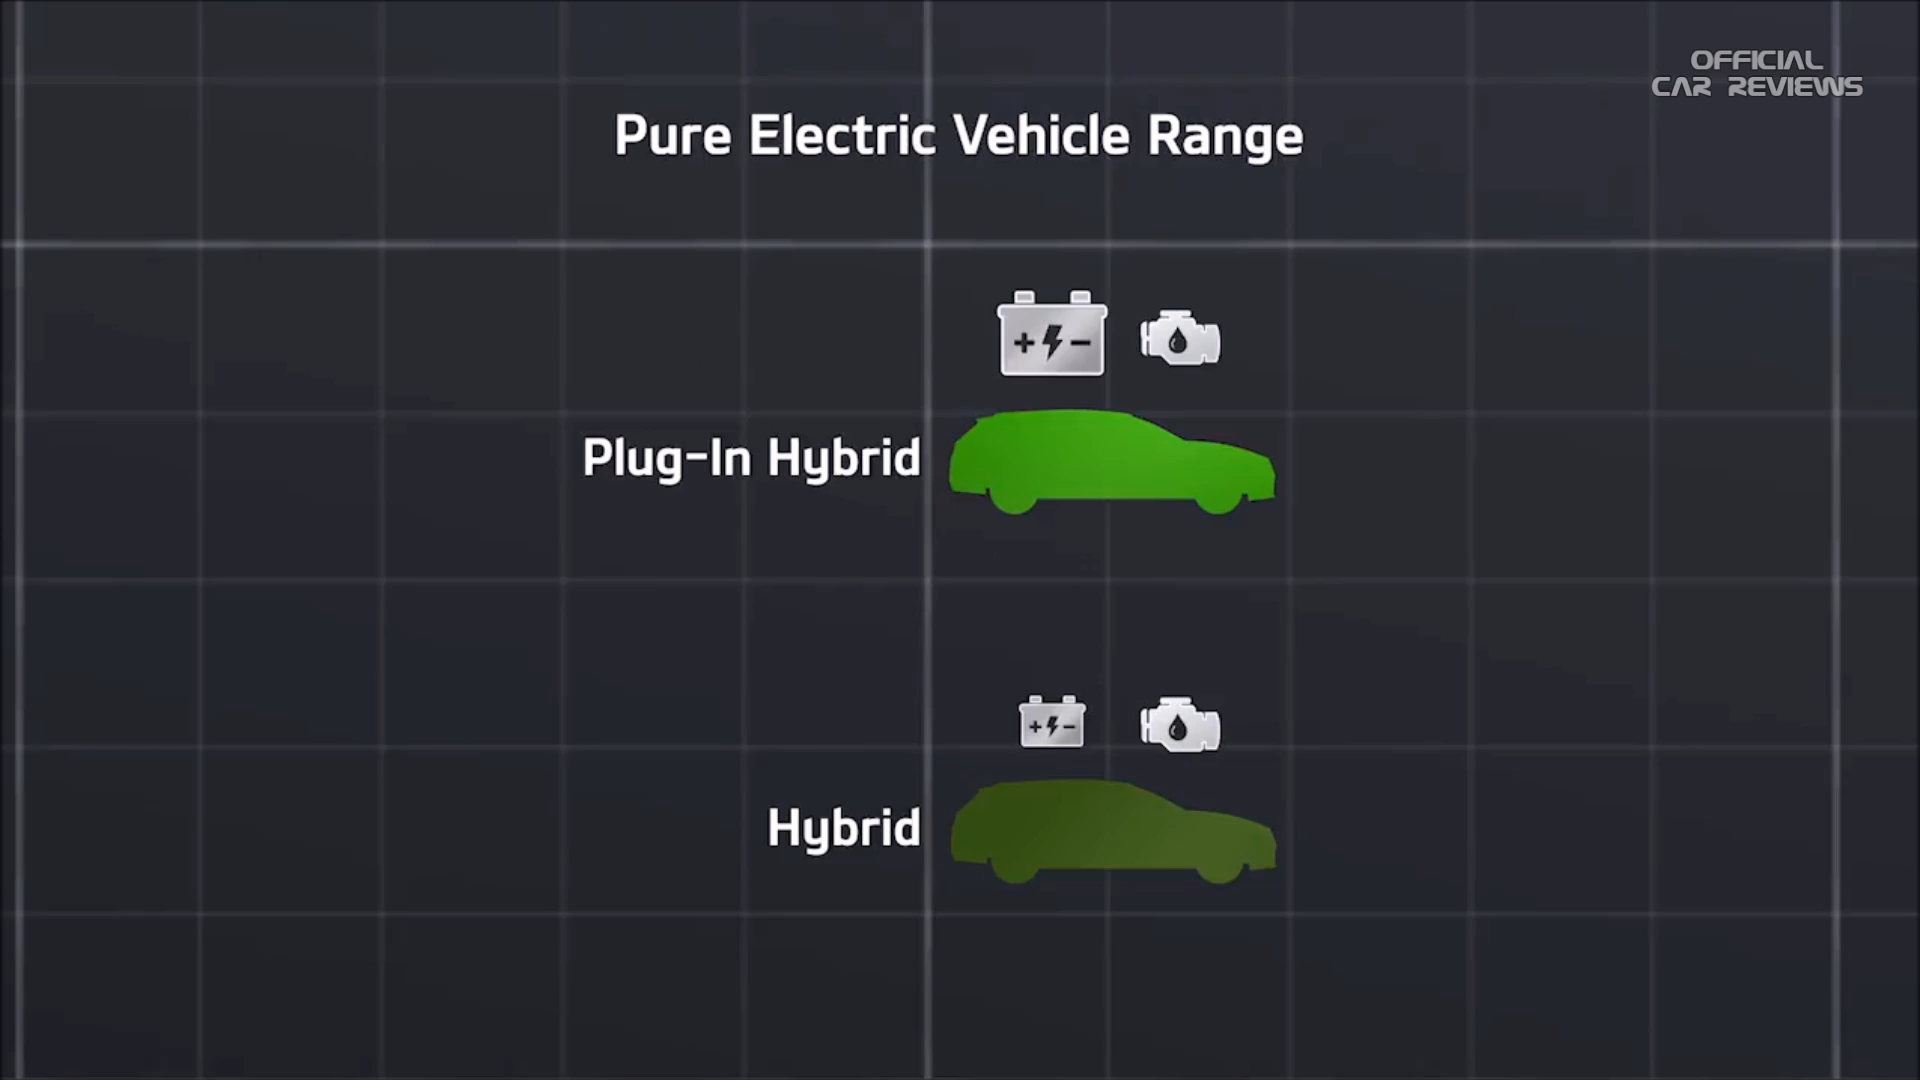 OFFICIAL
CAR REVIEWS
Pure Electric Vehicle Range
Plug-In Hybrid
Hybrid